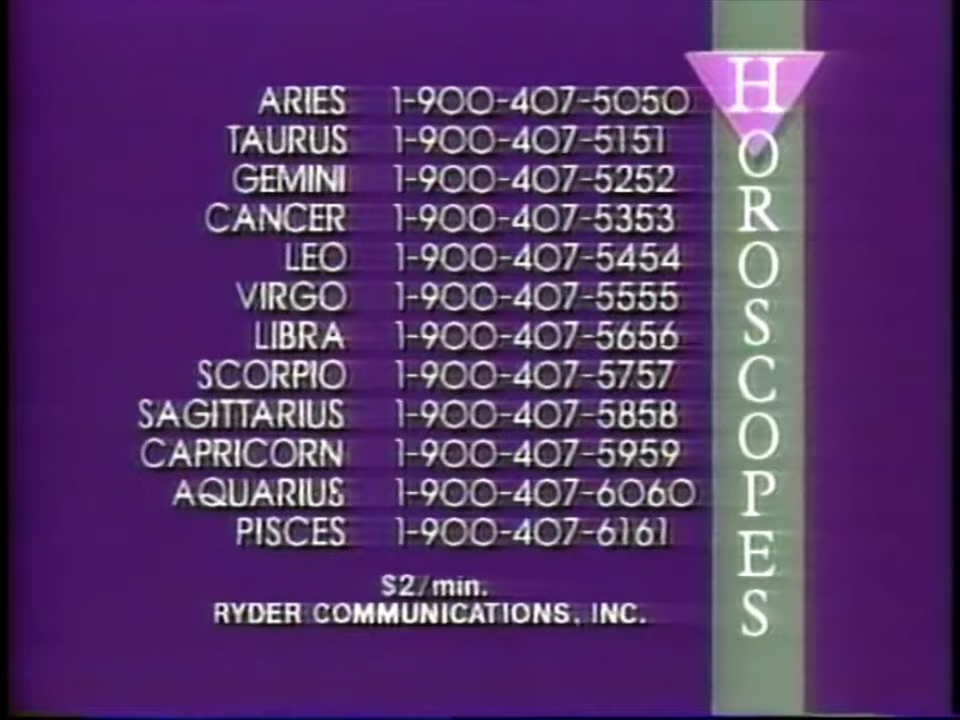 ARIES 1-900-407-5050
TAURUS 1-900-407-5151
GEMINI 1-900-407-5252
CANCER 1-900-407-5353
LEO 1-900-407-5454
VIRGO 1-900-407-5555
LIBRA 1-900-407-5656
SCORPIO 1-900-407-5757
SAGITTARIUS 1-900-407-5858
CAPRICORN 1-900-407-5959
AQUARIUS 1-900-407-6060
PISCES 1-900-407-6161
$2/min.
RYDER COMMUNICATIONS, INC.
HOROSCOPES